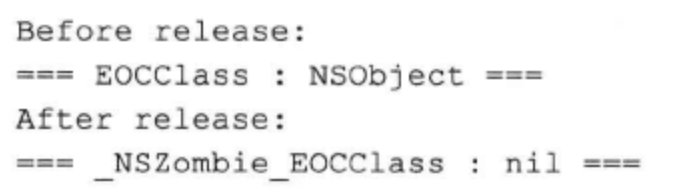 Before release:
=== EOCClass : NSObject ===
After release:
=== _NSZombie_EOCClass : nil ===